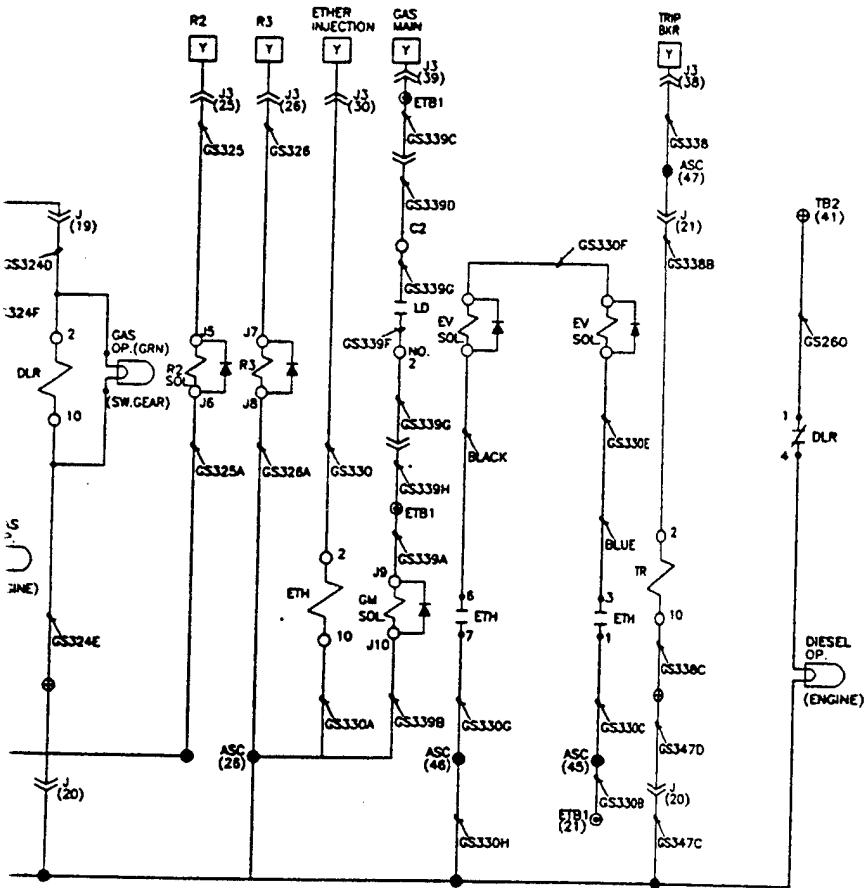 R2
R3
ETHER
INJECTION
GAS
MAIN
TRIP
BKR
Y
Y
Y
Y
Y
J3
(25)
J3
(26)
J3
(30)
J3
(39)
J3
(38)
ETB1
GS325
GS326
GS339C
GS338
ASC
(47)
GS339D
J
(19)
C2
J
(21)
TB2
(41)
GS324D
GS330F
GS338B
GS339G
324F
LD
GAS
OP.(GRN)
2
J5
J7
GS339F
NO.
2
EV
SOL.
EV
SOL.
GS260
DLR
R2
SOL
R3
(SW.GEAR)
J6
J8
10
GS339G
1
DLR
4
GS325A
GS326A
GS330
BLACK
GS330E
GS339H
ETB1
BLUE
2
2
GS339A
TR
J9
ETH
GM
SOL.
6
ETH
7
3
ETH
1
10
10
J10
GINE)
GS324E
GS338C
DIESEL
OP.
(ENGINE)
GS330A
GS339B
GS330G
GS330C
GS347D
ASC
(26)
ASC
(46)
ASC
(45)
J
(20)
GS330B
J
(20)
ETB1
(21)
GS330H
GS347C